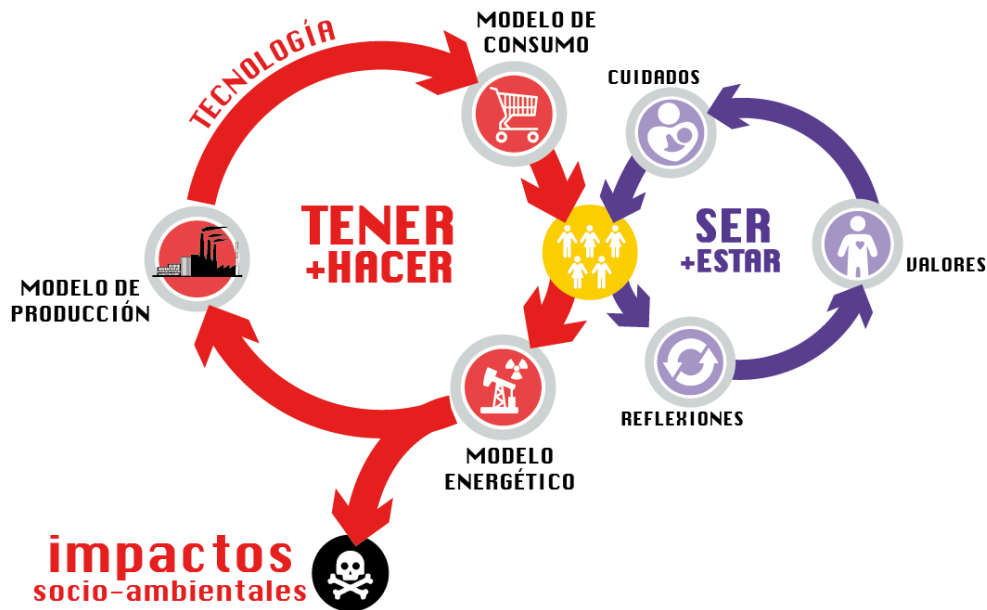 TECNOLOGÍA
MODELO DE
CONSUMO
CUIDADOS
TENER
+HACER
SER
+ESTAR
VALORES
MODELO DE
PRODUCCIÓN
REFLEXIONES
MODELO
ENERGÉTICO
impactos
socio-ambientales